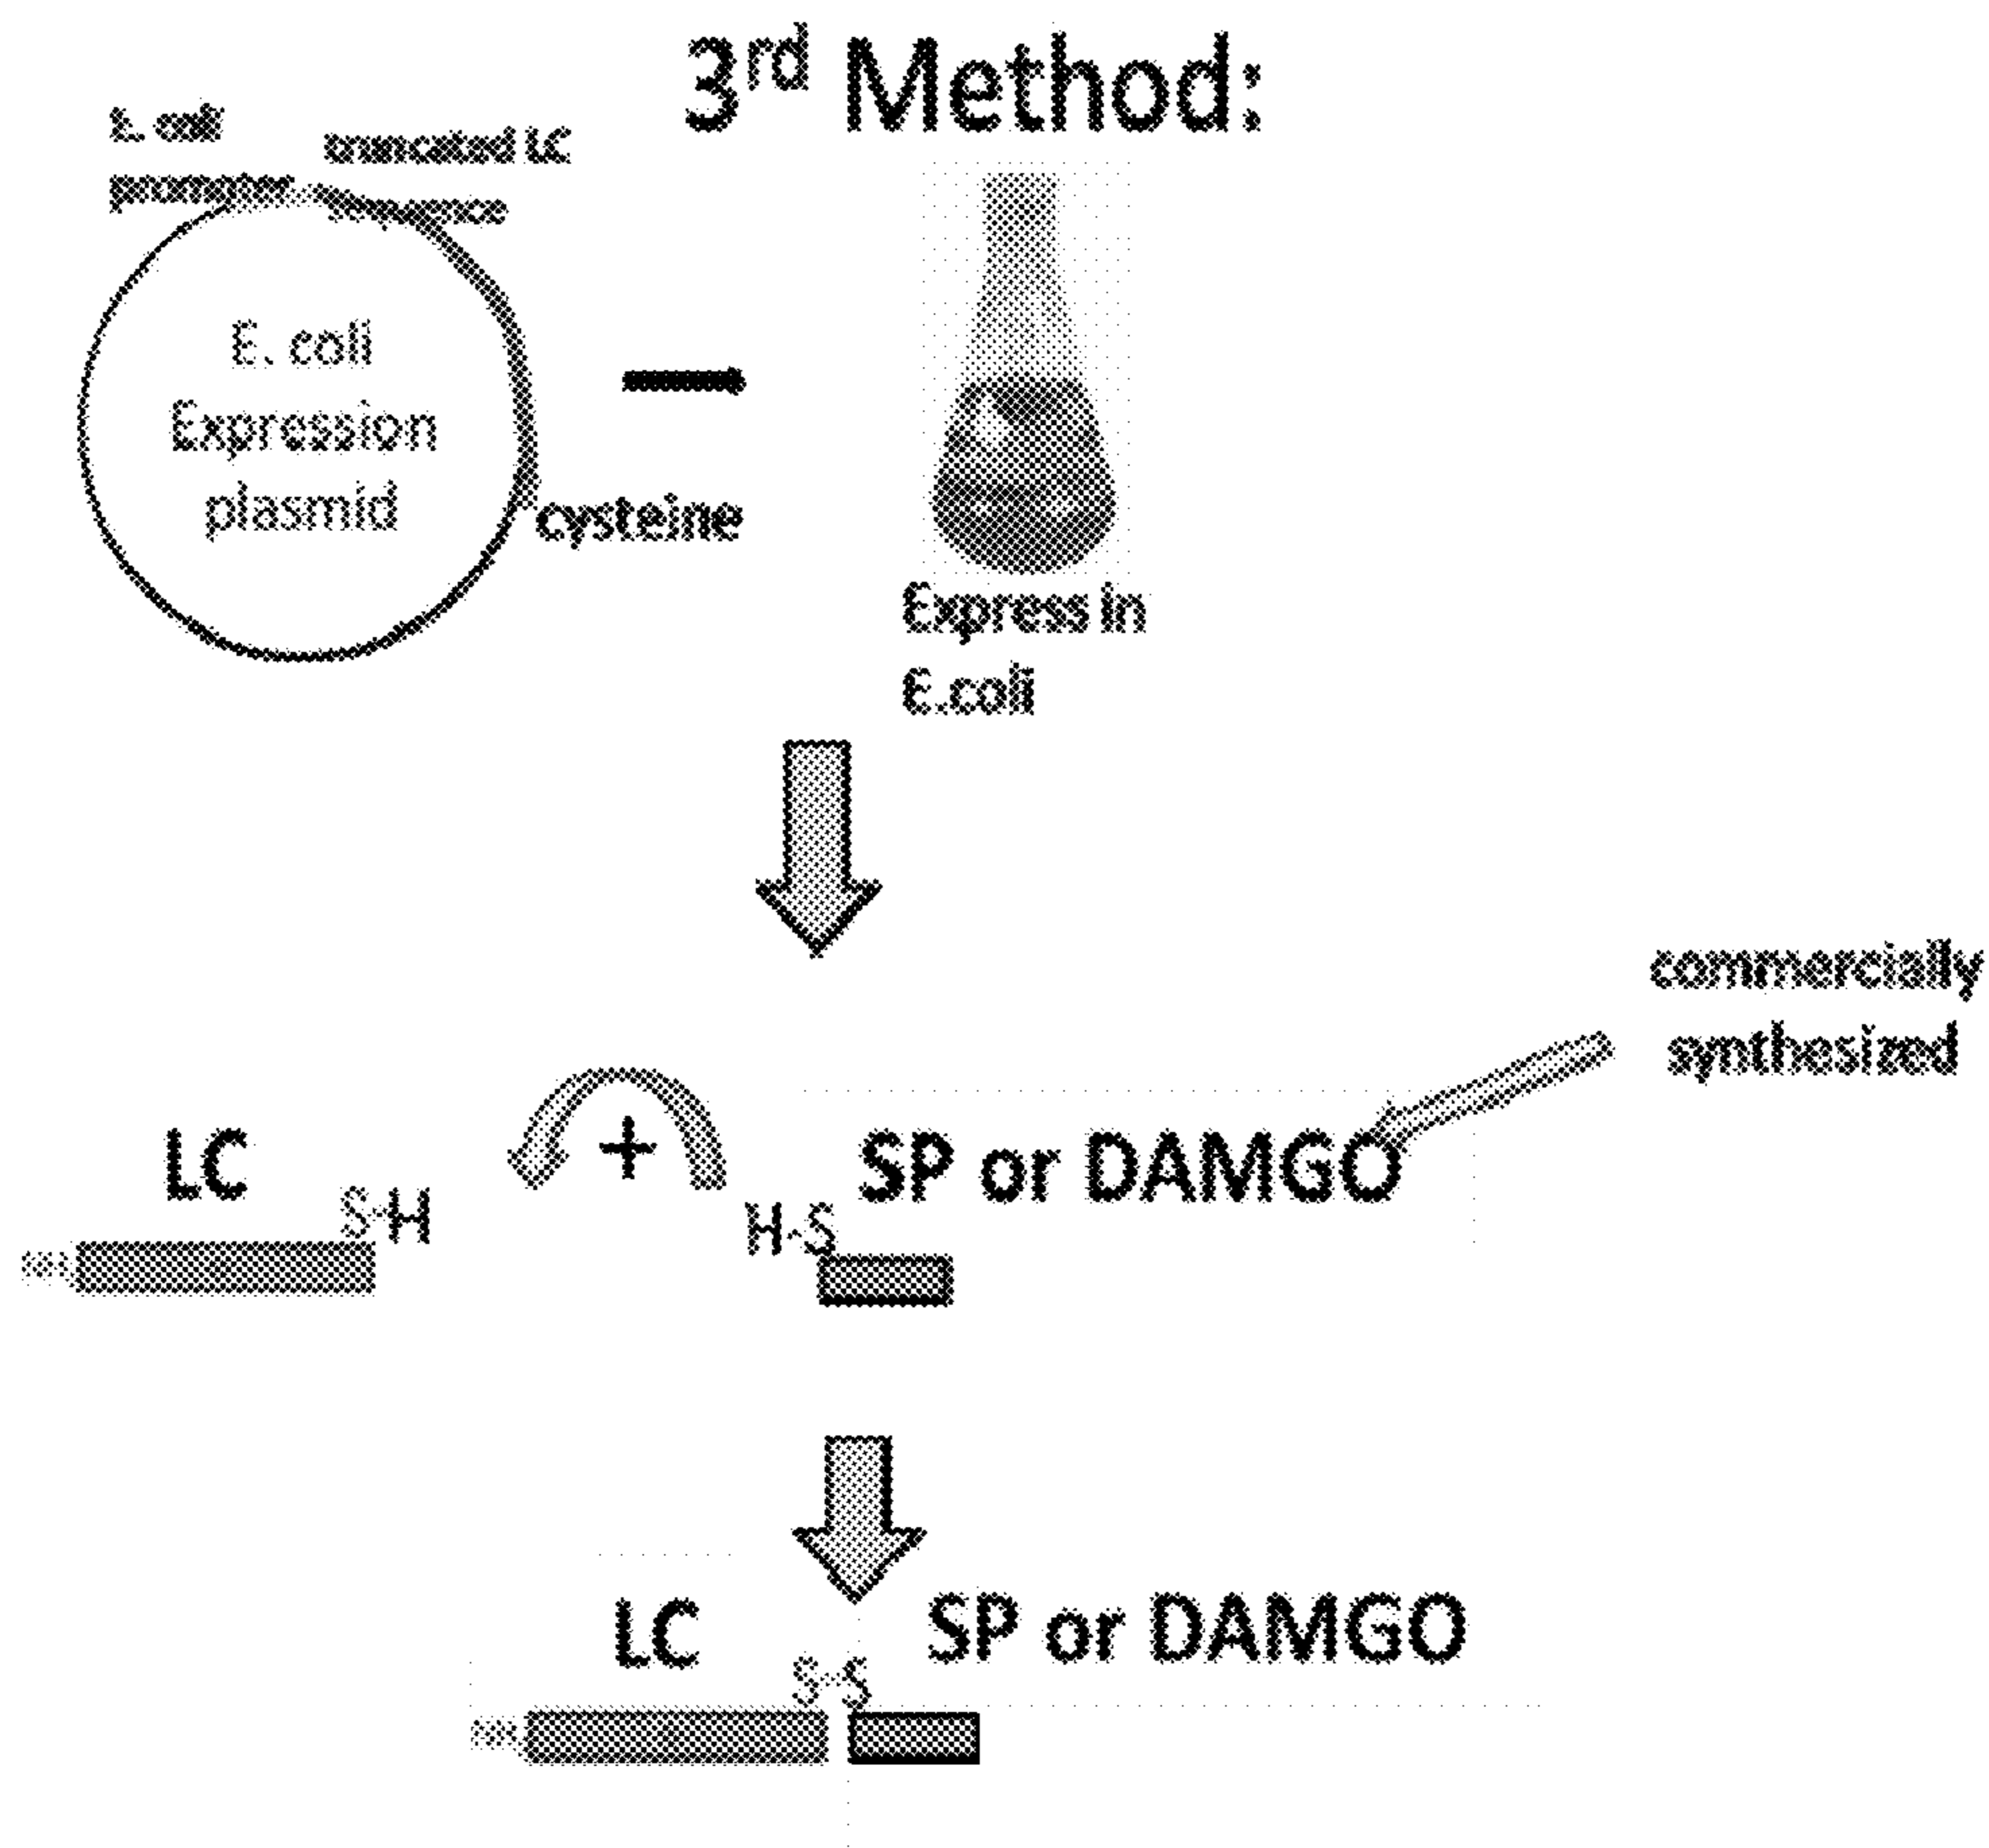 3rd Method:
E. coli
promoter
truncated LC
sequence
E. coli
Expression
plasmid
cysteine
Express in
E.coli
commercially
synthesized
LC
S-H
+
H-S
SP or DAMGO
LC
S-S
SP or DAMGO